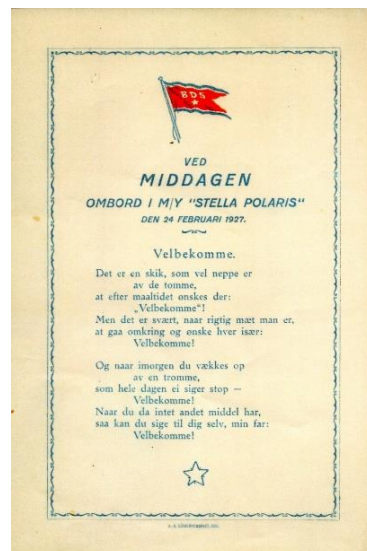 BDS
VED
MIDDAGEN
OMBORD I M/Y "STELLA POLARIS"
DEN 24 FEBRUARI 1927.
Velbekomme.
Det er en skik, som vel neppe er
av de tomme,
at efter maaltidet ønskes der:
„Velbekomme“!
Men det er svært, naar rigtig mæt man er,
at gaa omkring og ønske hver især:
Velbekomme!
Og naar imorgen du vækkes op
av en tromme,
som hele dagen ei siger stop —
Velbekomme!
Naar du da intet andet middel har,
saa kan du sige til dig selv, min far:
Velbekomme!